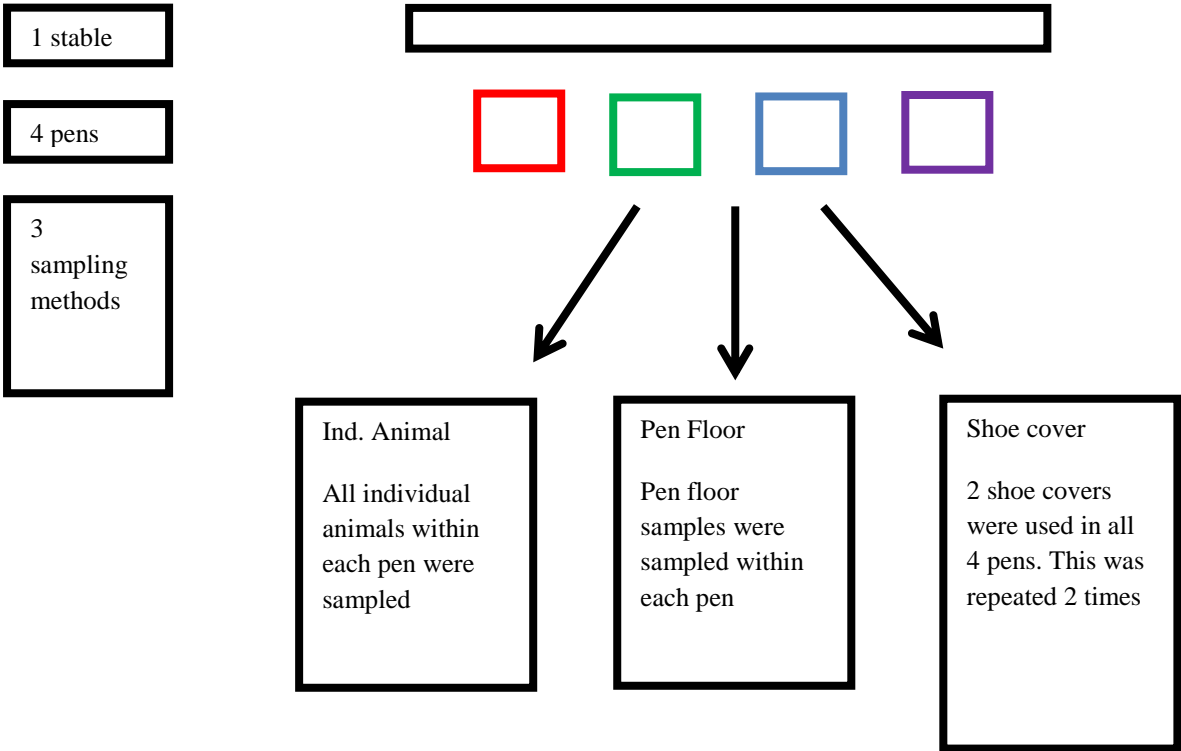 1 stable
4 pens
3
sampling
methods
Ind. Animal
All individual
animals within
each pen were
sampled
Pen Floor
Pen floor
samples were
sampled within
each pen
Shoe cover
2 shoe covers
were used in all
4 pens. This was
repeated 2 times